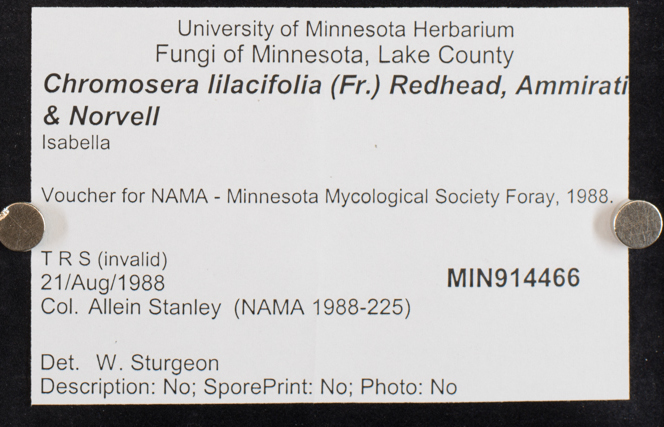 University of Minnesota Herbarium
Fungi of Minnesota, Lake County
Chromosera lilacifolia (Fr.) Redhead, Ammirati
& Norvell
Isabella
Voucher for NAMA - Minnesota Mycological Society Foray, 1988.
T R S (invalid)
21/Aug/1988
MIN914466
Col. Allein Stanley (NAMA 1988-225)
Det. W. Sturgeon
Description: No; SporePrint: No; Photo: No